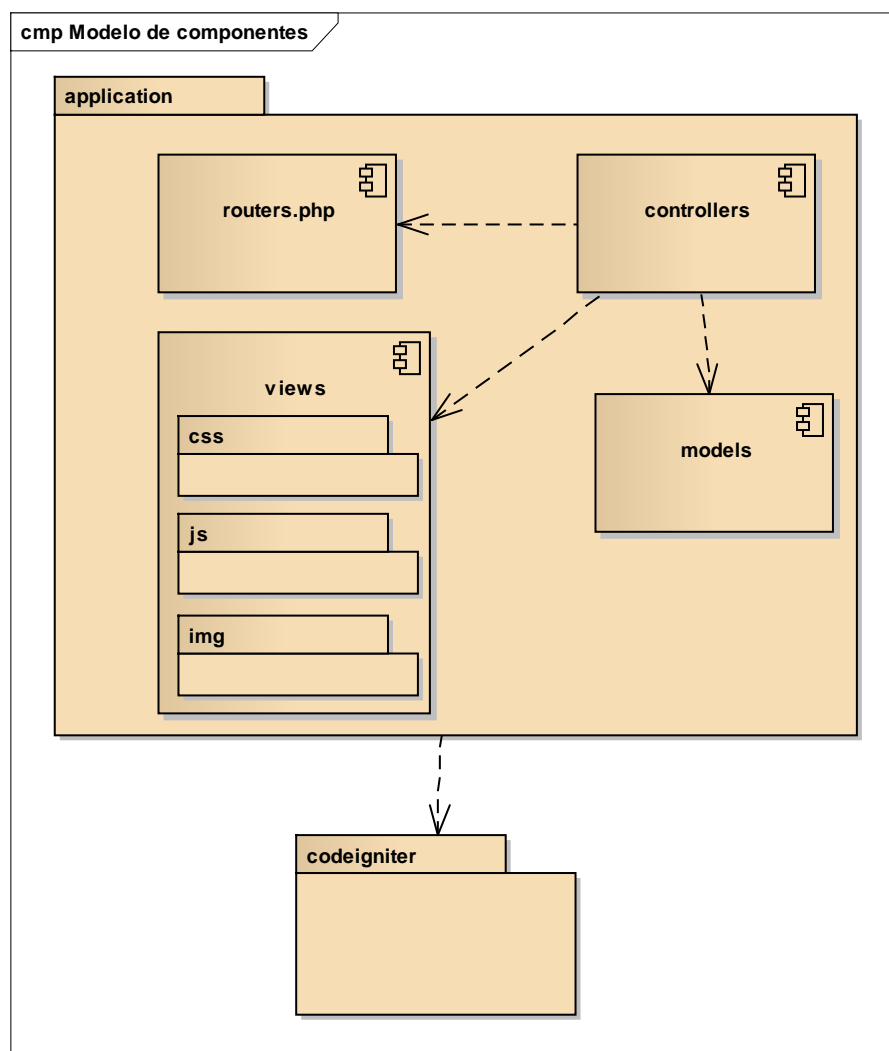 cmp Modelo de componentes
application
routers.php
controllers
views
css
models
js
img
codeigniter